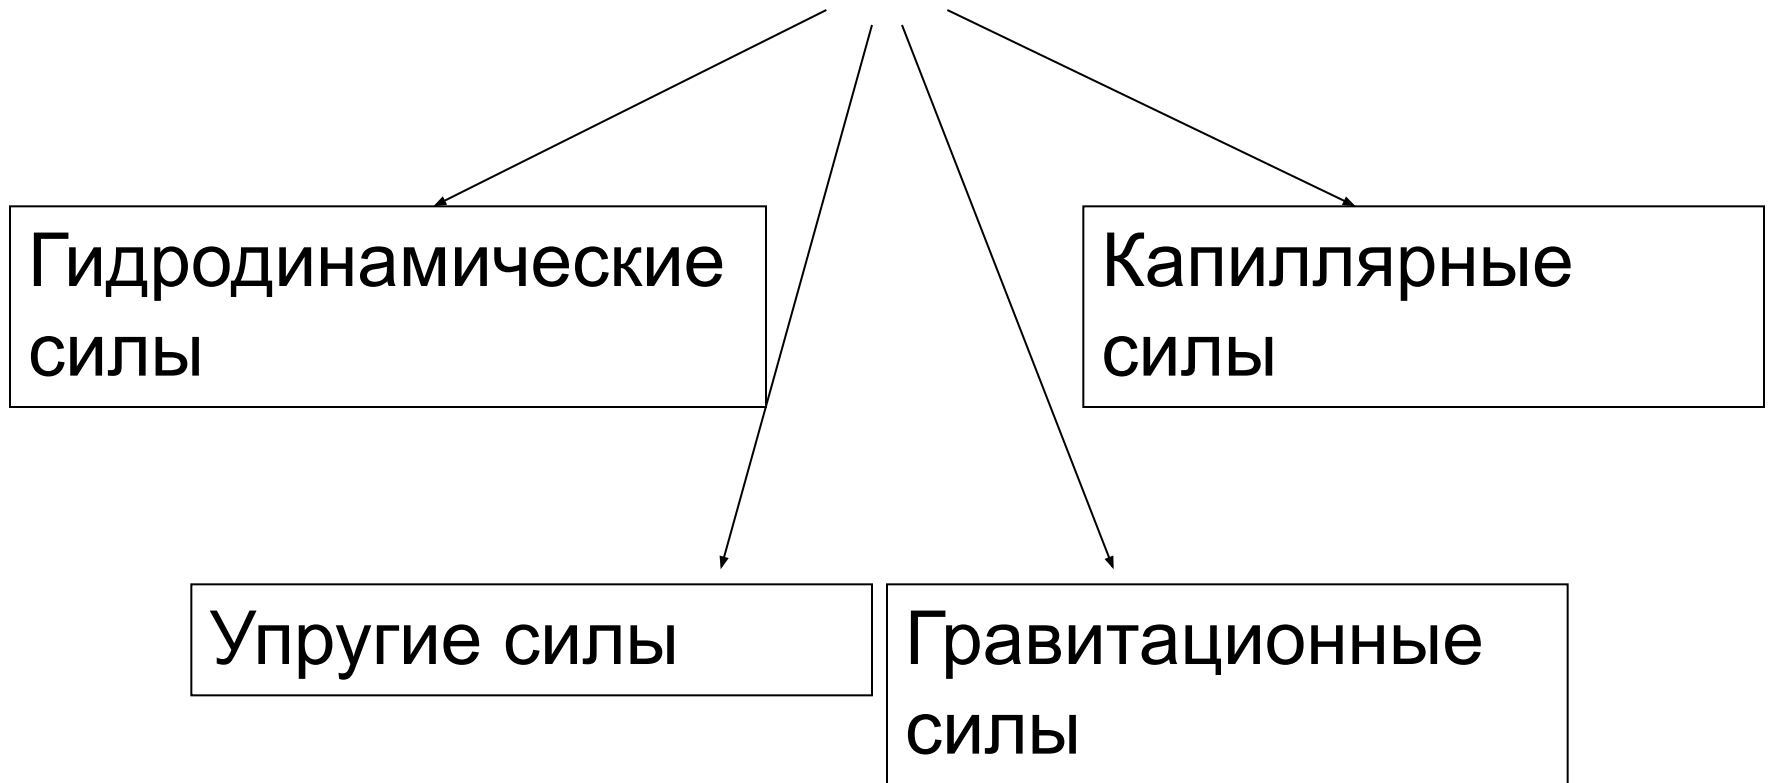 Гидродинамические
силы
Капиллярные
силы
Упругие силы
Гравитационные
силы